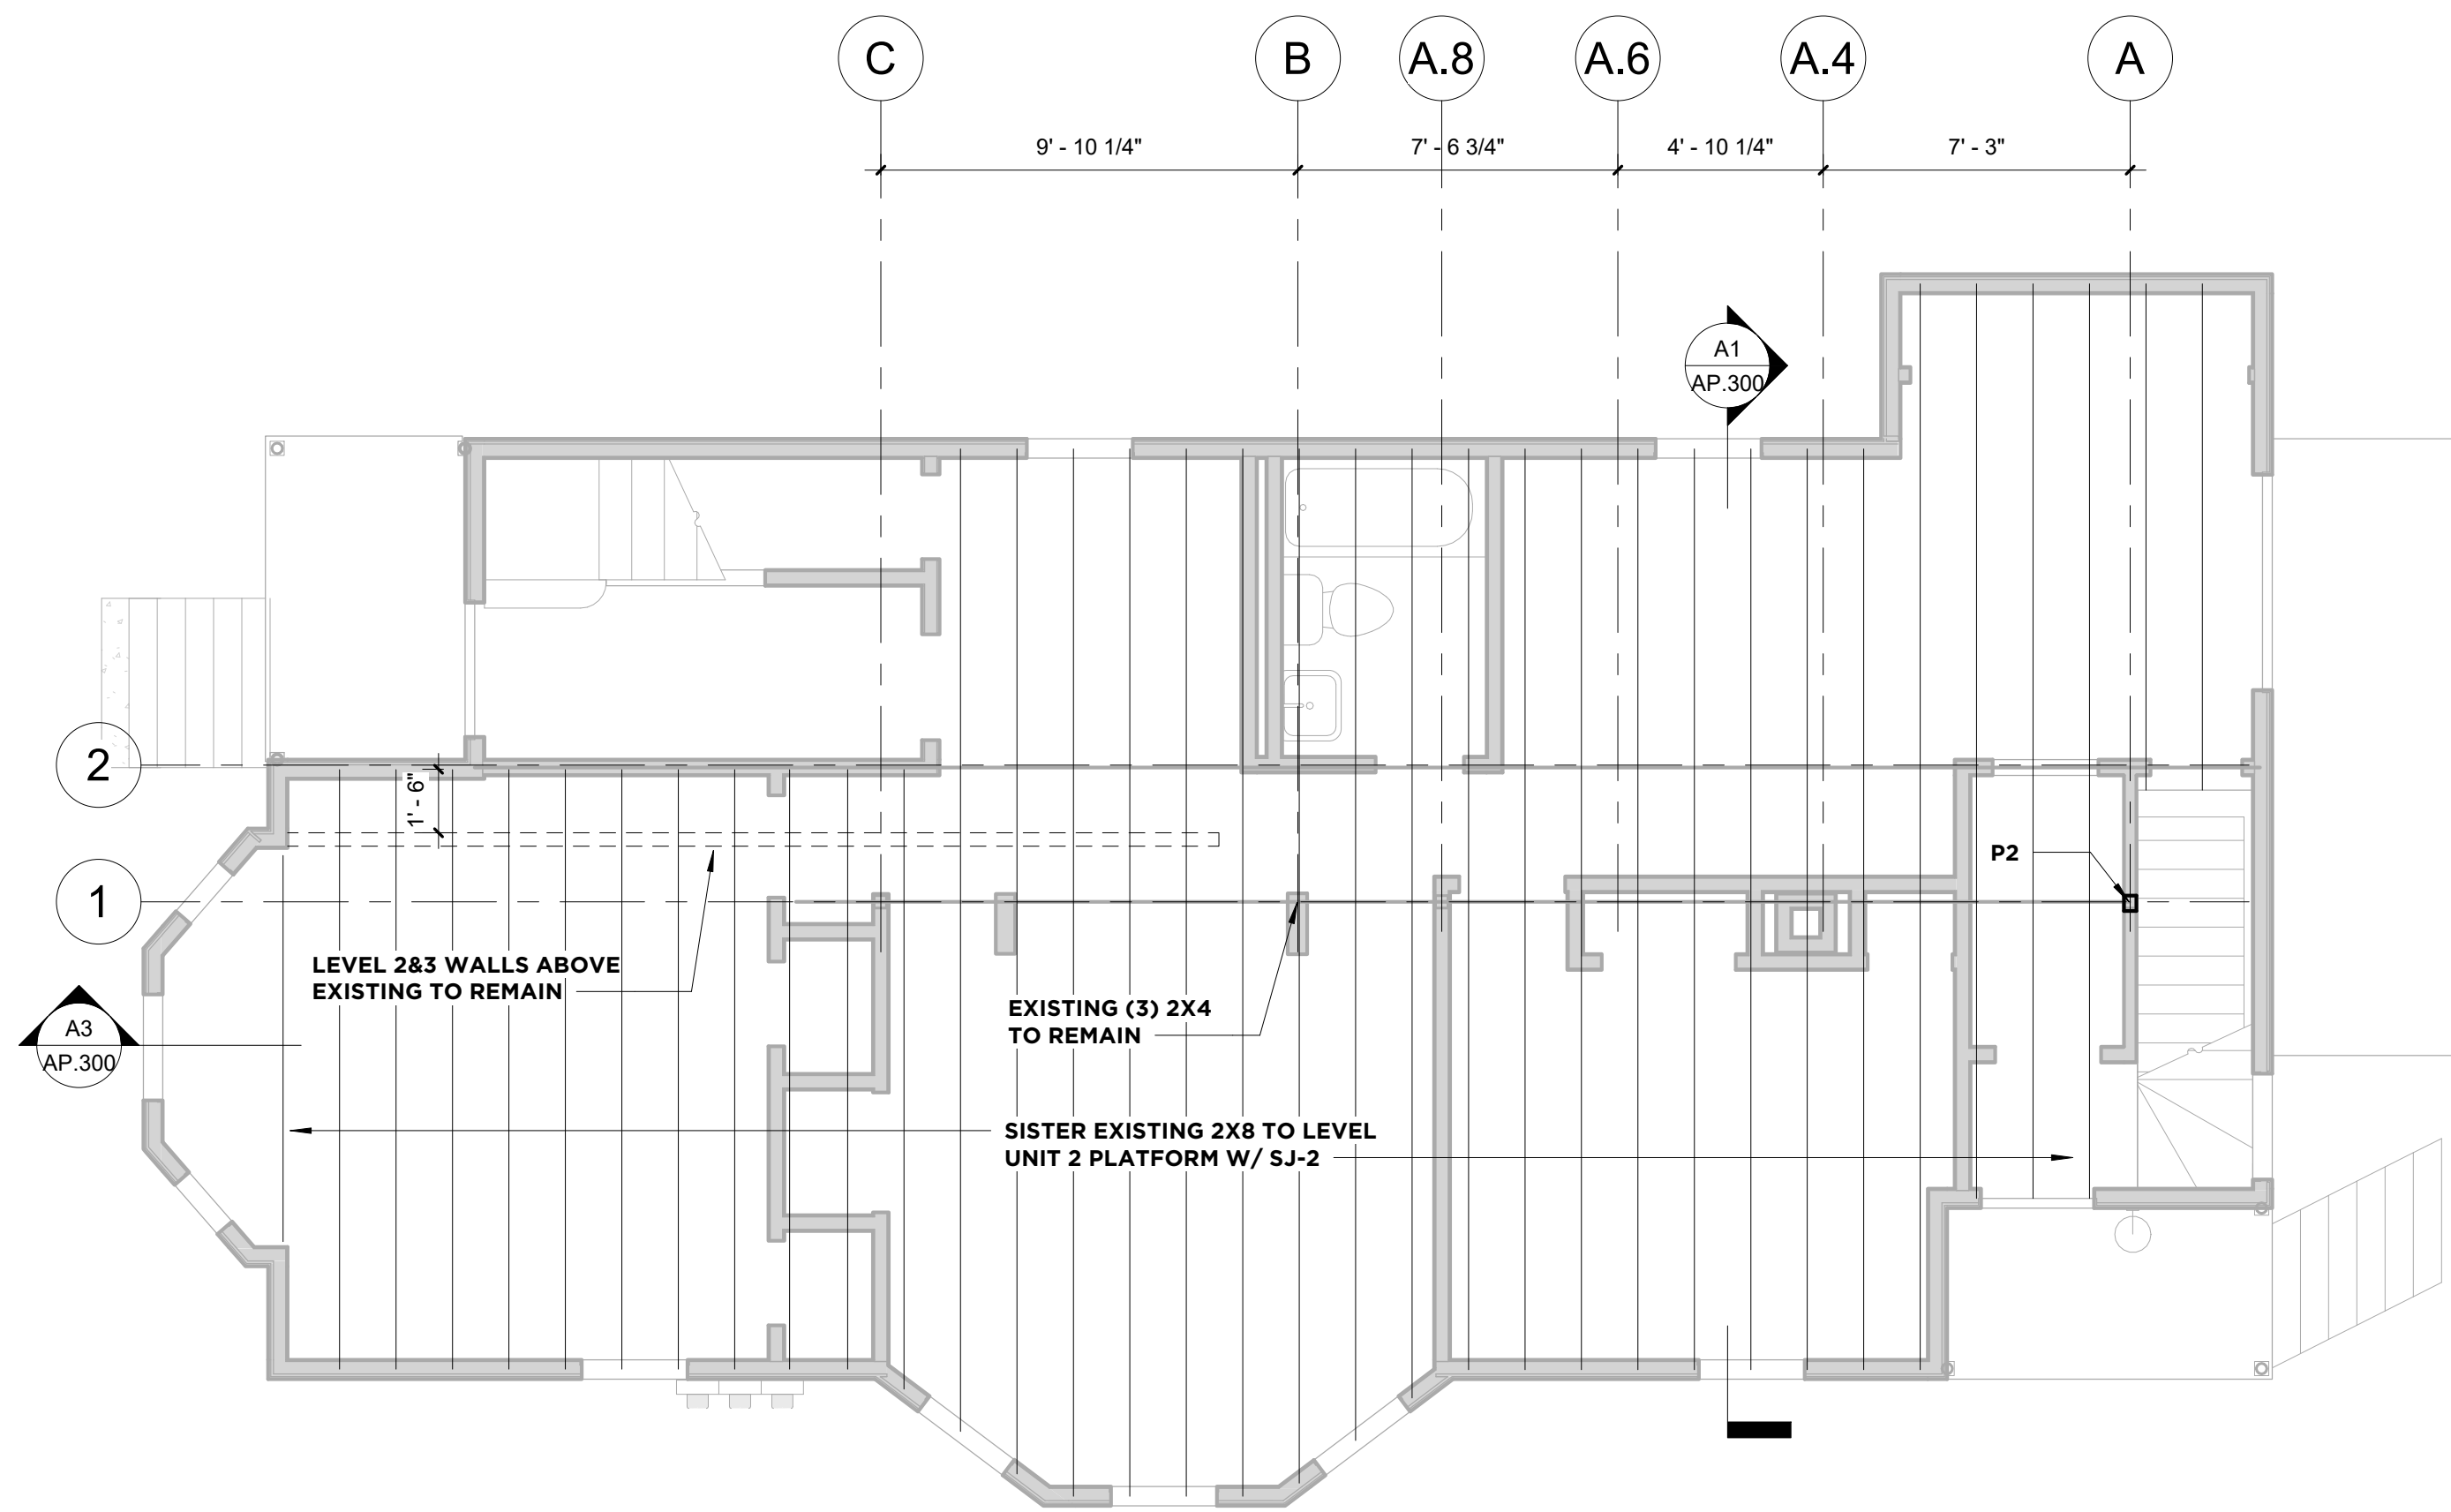 C B A.8 A.6 A.4 A
9' - 10 1/4" 7' - 6 3/4" 4' - 10 1/4" 7' - 3"
A1
AP.300
2
1' - 6"
P2
1
LEVEL 2&3 WALLS ABOVE
EXISTING TO REMAIN
EXISTING (3) 2X4
TO REMAIN
A3
AP.300
SISTER EXISTING 2X8 TO LEVEL
UNIT 2 PLATFORM W/ SJ-2